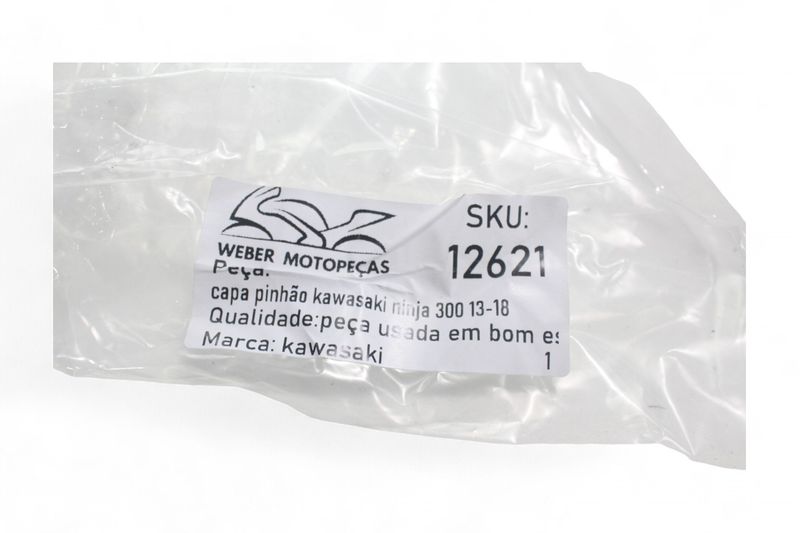 WEBER MOTOPEÇAS
SKU:
12621
Peça:
capa pinhão kawasaki ninja 300 13-18
Qualidade:peça usada em bom es
Marca: kawasaki
1